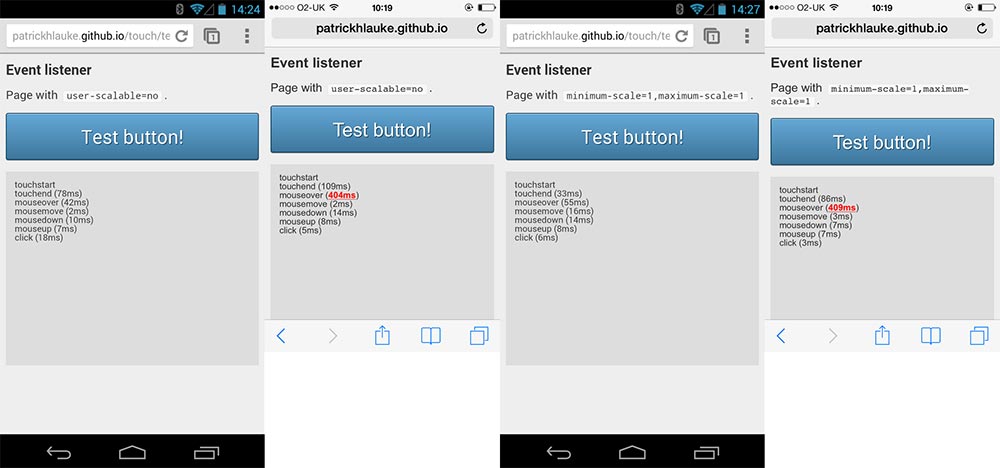 14:24
patrickhlauke.github.io/touch/te
1
Event listener
Page with user-scalable=no .
Test button!
touchstart
touchend (78ms)
mouseover (42ms)
mousemove (2ms)
mousedown (10ms)
mouseup (7ms)
click (18ms)
O2-UK 10:19
patrickhlauke.github.io
Event listener
Page with user-scalable=no .
Test button!
touchstart
touchend (109ms)
mouseover (404ms)
mousemove (2ms)
mousedown (14ms)
mouseup (8ms)
click (5ms)
14:27
patrickhlauke.github.io/touch/te
1
Event listener
Page with minimum-scale=1,maximum-scale=1 .
Test button!
touchstart
touchend (33ms)
mouseover (55ms)
mousemove (16ms)
mousedown (14ms)
mouseup (8ms)
click (6ms)
O2-UK 10:19
patrickhlauke.github.io
Event listener
Page with minimum-scale=1,maximum-
scale=1 .
Test button!
touchstart
touchend (86ms)
mouseover (409ms)
mousemove (3ms)
mousedown (7ms)
mouseup (7ms)
click (3ms)